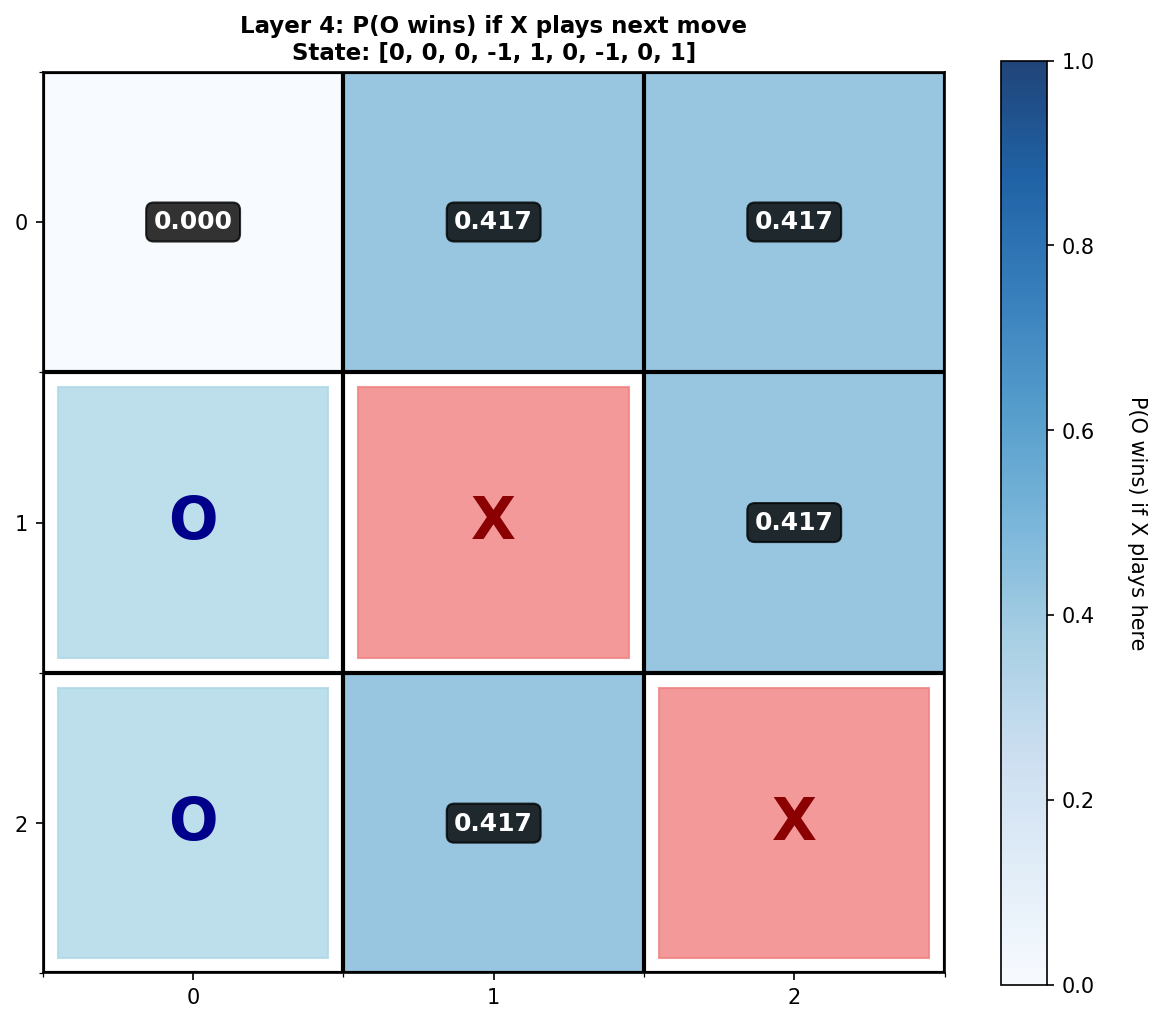 Layer 4: P(O wins) if X plays next move
State: [0, 0, 0, -1, 1, 0, -1, 0, 1]
0.000 0.417 0.417
0
O X 0.417
1
O 0.417 X
2
0 1 2
1.0
0.8
0.6
0.4
0.2
0.0
P(O wins) if X plays here